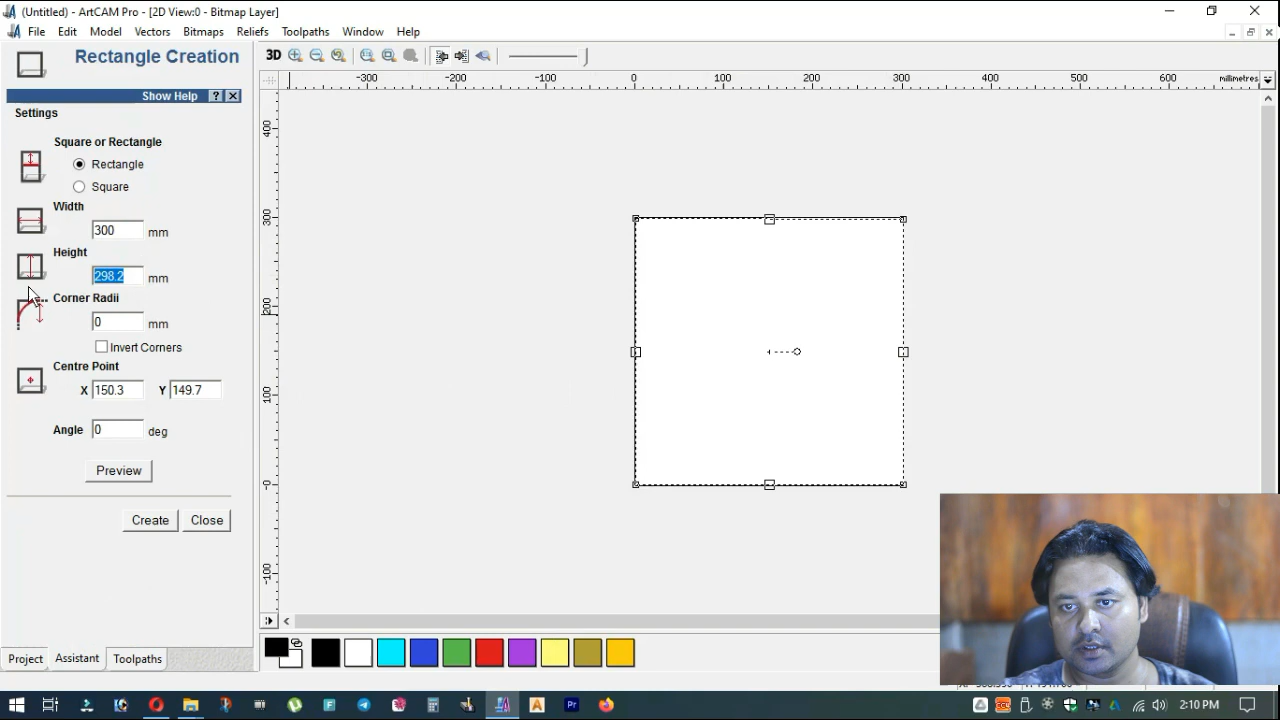 (Untitled) - ArtCAM Pro - [2D View:0 - Bitmap Layer]
File Edit Model Vectors Bitmaps Reliefs Toolpaths Window Help
Rectangle Creation
3D
-300 -200 -100 0 100 200 300 400 500 600 millimetres
Show Help ? X
Settings
Square or Rectangle
Rectangle
Square
Width
300 mm
Height
298.2 mm
Corner Radii
0 mm
Invert Corners
Centre Point
X 150.3 Y 149.7
Angle 0 deg
Preview
Create Close
400
300
200
100
-0
-100
Project Assistant Toolpaths
2:10 PM